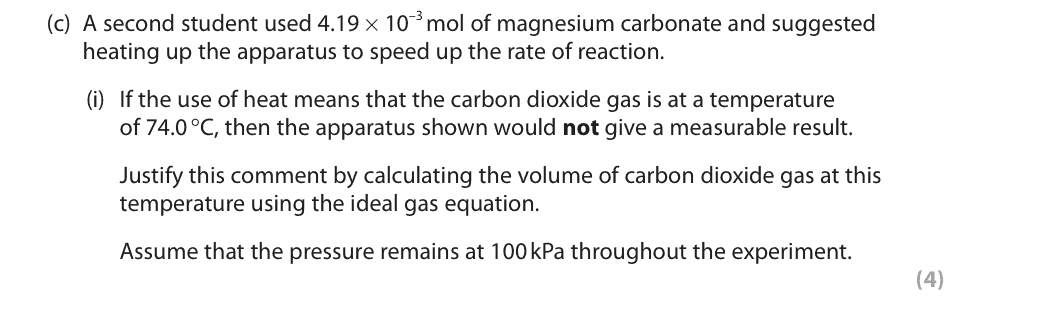 (c) A second student used 4.19 × 10⁻³ mol of magnesium carbonate and suggested
heating up the apparatus to speed up the rate of reaction.
(i) If the use of heat means that the carbon dioxide gas is at a temperature
of 74.0 °C, then the apparatus shown would not give a measurable result.
Justify this comment by calculating the volume of carbon dioxide gas at this
temperature using the ideal gas equation.
Assume that the pressure remains at 100 kPa throughout the experiment.
(4)